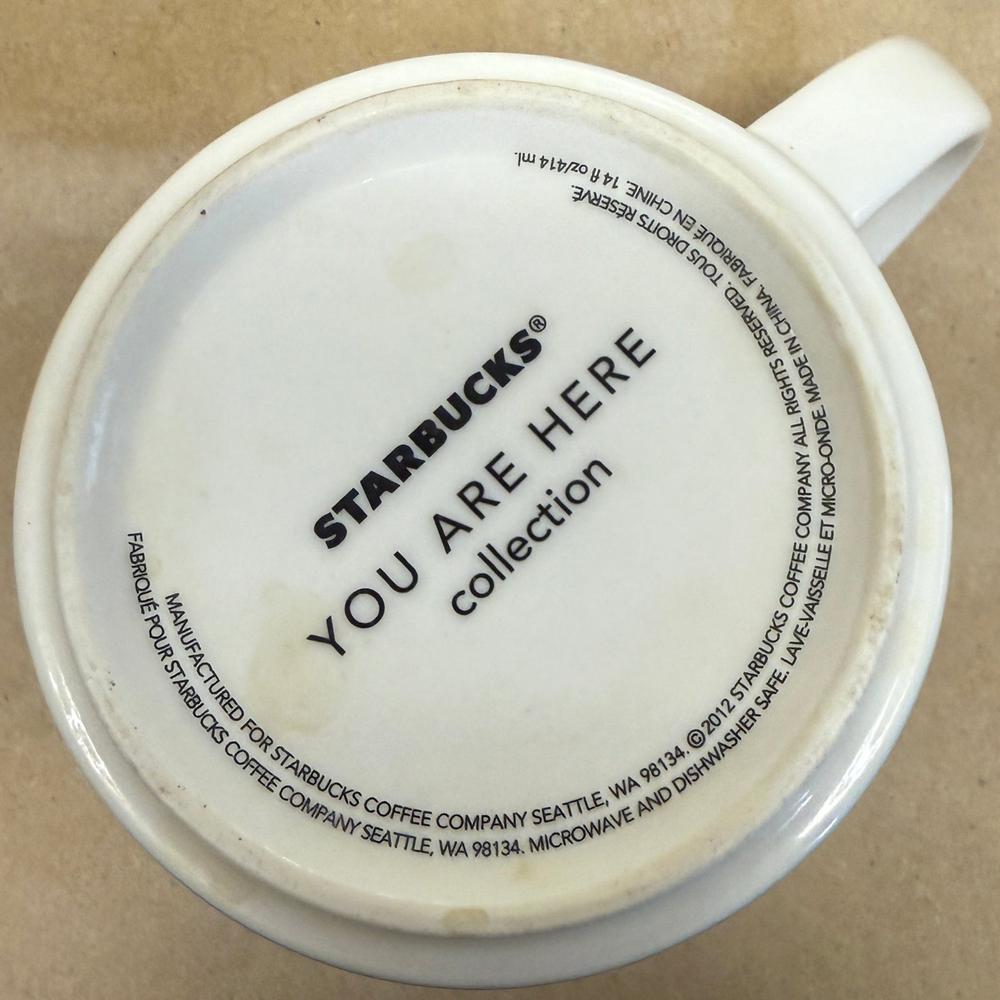 STARBUCKS®
YOU ARE HERE
collection
MANUFACTURED FOR STARBUCKS COFFEE COMPANY SEATTLE, WA 98134. ©2012 STARBUCKS COFFEE COMPANY ALL RIGHTS RESERVED. TOUS DROITS RÉSERVÉ.
FABRIQUÉ POUR STARBUCKS COFFEE COMPANY SEATTLE, WA 98134. MICROWAVE AND DISHWASHER SAFE. LAVE-VAISSELLE ET MICRO-ONDE. MADE IN CHINA. FABRIQUÉ EN CHINE. 14 fl oz/414 ml.